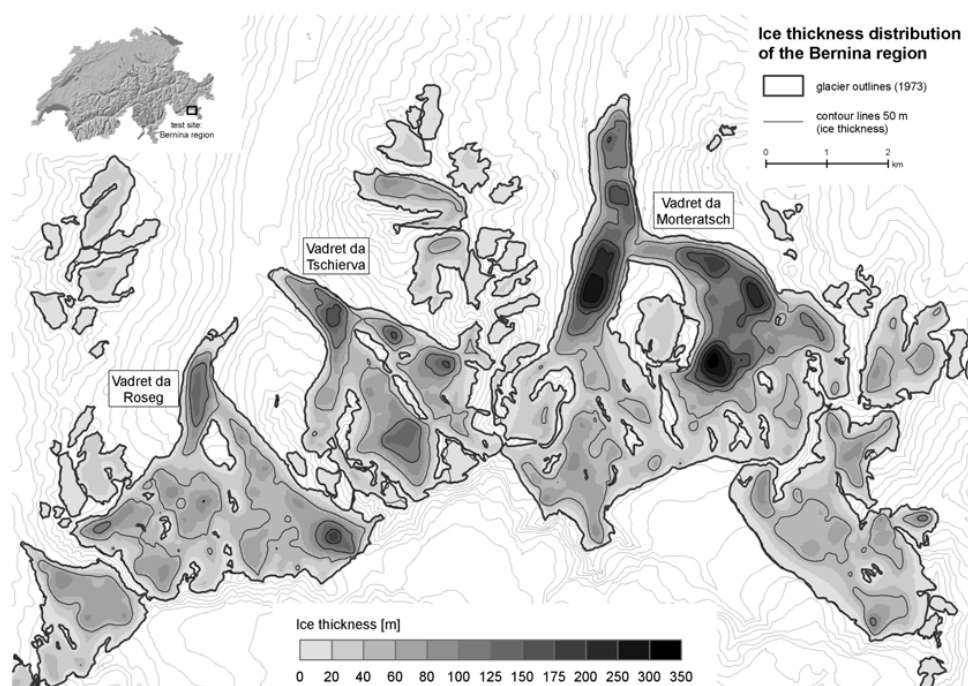 test site:
Bernina region
Ice thickness distribution
of the Bernina region
glacier outlines (1973)
contour lines 50 m
(ice thickness)
0 1 2
km
Vadret da
Morteratsch
Vadret da
Tschierva
Vadret da
Roseg
Ice thickness [m]
0 20 40 60 80 100 125 150 175 200 250 300 350